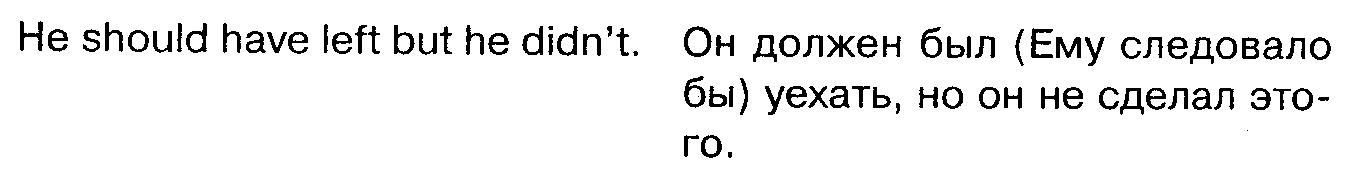 He should have left but he didn't.
Он должен был (Ему следовало
бы) уехать, но он не сделал это-
го.